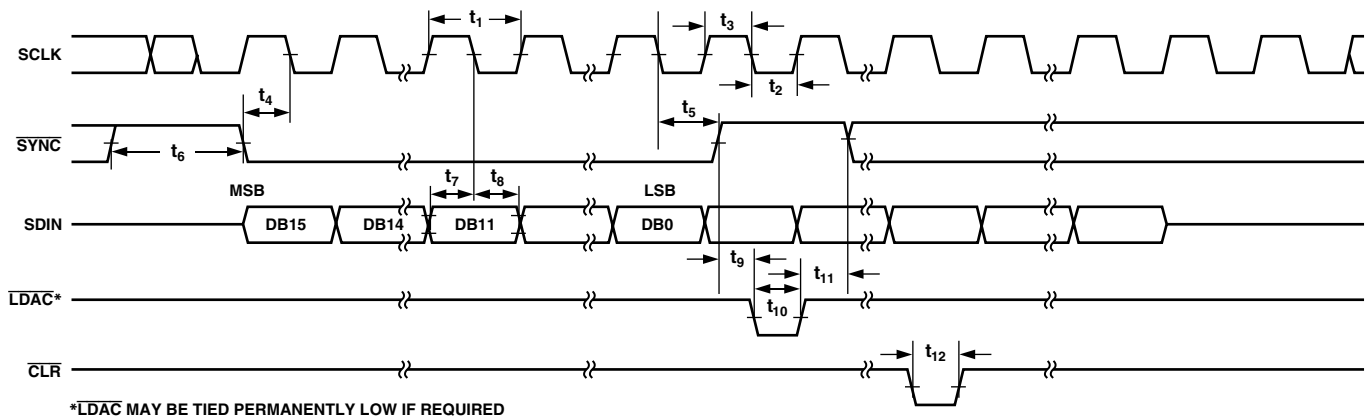 t1 t3
SCLK
t4 t2
t5
SYNC
t6
MSB t7 t8 LSB
SDIN DB15 DB14 DB11 DB0
t9 t11
LDAC*
t10
t12
CLR
*LDAC MAY BE TIED PERMANENTLY LOW IF REQUIRED